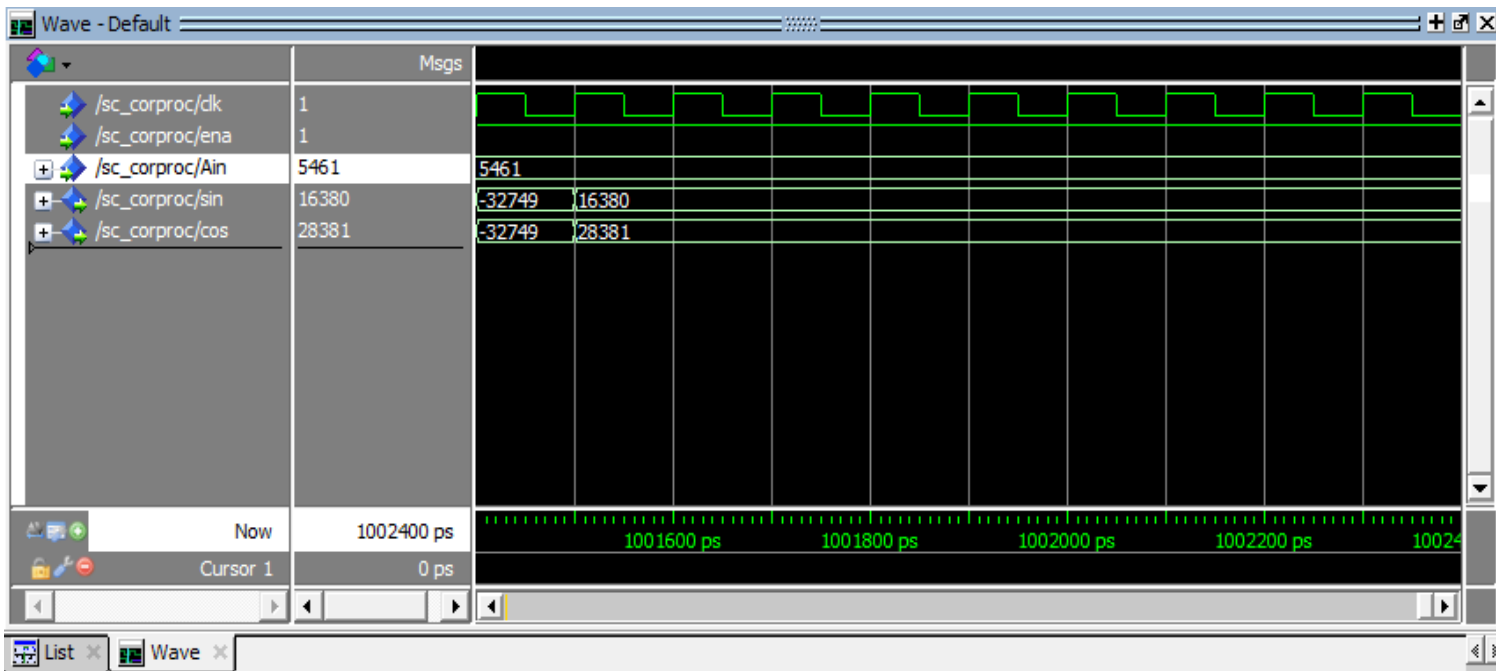 Wave - Default
Msgs
/sc_corproc/clk 1
/sc_corproc/ena 1
/sc_corproc/Ain 5461 5461
/sc_corproc/sin 16380 -32749 16380
/sc_corproc/cos 28381 -32749 28381
Now 1002400 ps 1001600 ps 1001800 ps 1002000 ps 1002200 ps 10024
Cursor 1 0 ps
List Wave